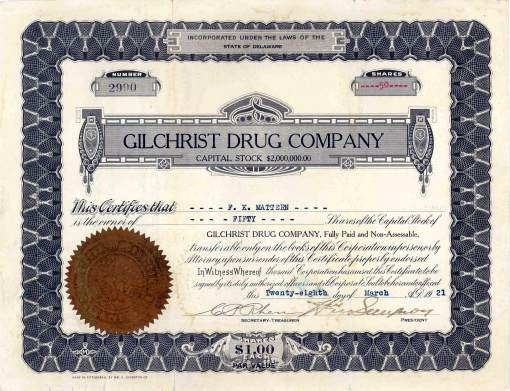 INCORPORATED UNDER THE LAWS OF THE
STATE OF DELAWARE
NUMBER
2990
SHARES
----50----
GILCHRIST DRUG COMPANY
CAPITAL STOCK $2,000,000.00
This Certifies that ---- F. K. MATTERN ----
is the owner of ---- FIFTY ---- Shares of the Capital Stock of
GILCHRIST DRUG COMPANY, Fully Paid and Non-Assessable,
transferable only on the books of this Corporation in person or by
Attorney upon surrender of this Certificate properly endorsed
In Witness Whereof the said Corporation has caused this Certificate to be
signed by its duly authorized officers and its Corporate Seal to be hereunto affixed
this Twenty-eighth day of March A.D. 1921
SECRETARY-TREASURER PRESIDENT
SHARES
$1.00
EACH
PAR VALUE